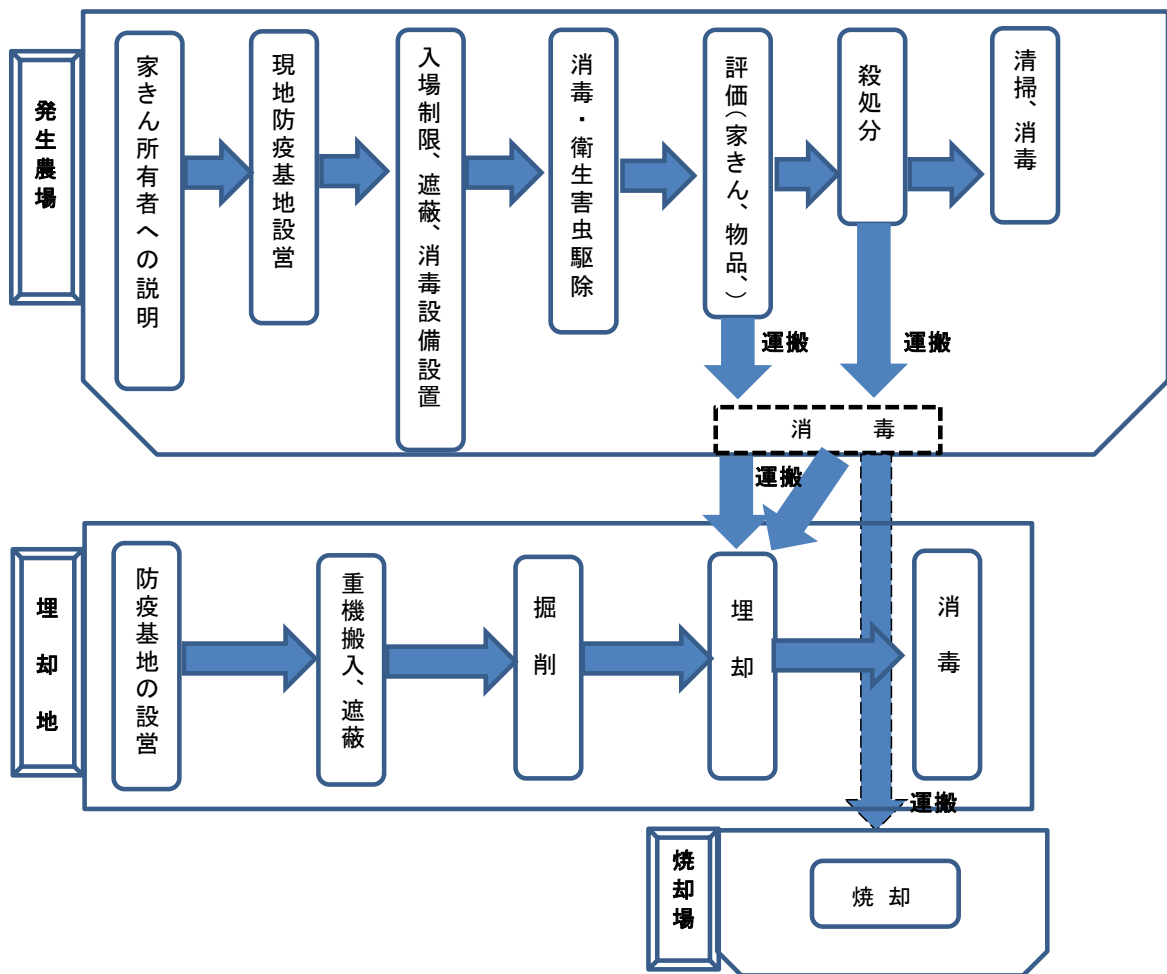 発生農場
家きん所有者への説明
現地防疫基地設営
入場制限、遮蔽、消毒設備設置
消毒・衛生害虫駆除
評価(家きん、物品、)
殺処分
清掃、消毒
運搬
運搬
消　毒
運搬
埋却地
防疫基地の設営
重機搬入、遮蔽
掘削
埋却
消毒
運搬
焼却場
焼却